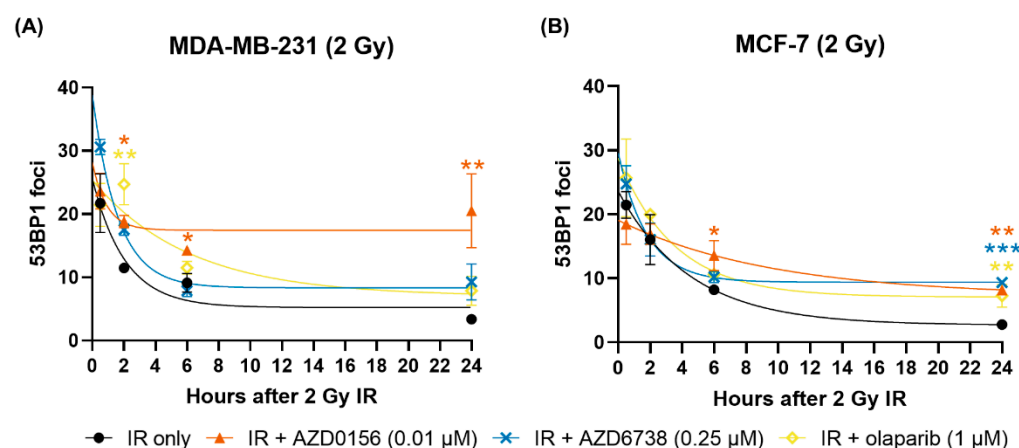 (A)
MDA-MB-231 (2 Gy)
53BP1 foci
40
30
20
10
0
*
**
*
**
0 2 4 6 8 10 12 14 16 18 20 22 24
Hours after 2 Gy IR
(B)
MCF-7 (2 Gy)
53BP1 foci
40
30
20
10
0
*
**
***
**
0 2 4 6 8 10 12 14 16 18 20 22 24
Hours after 2 Gy IR
IR only IR + AZD0156 (0.01 µM) IR + AZD6738 (0.25 µM) IR + olaparib (1 µM)